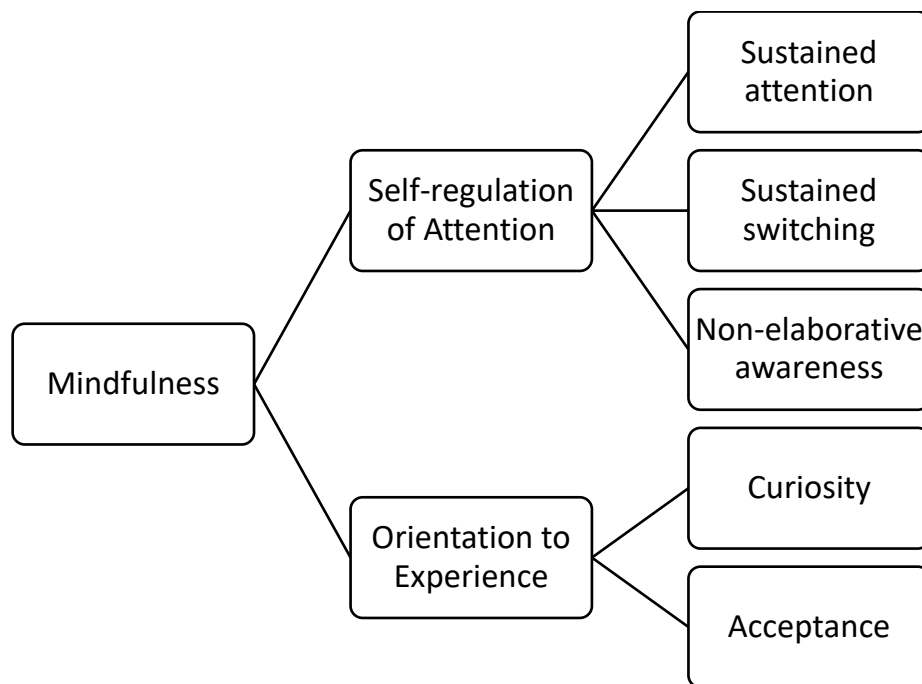 Sustained
attention
Self-regulation
of Attention
Sustained
switching
Non-elaborative
awareness
Mindfulness
Curiosity
Orientation to
Experience
Acceptance